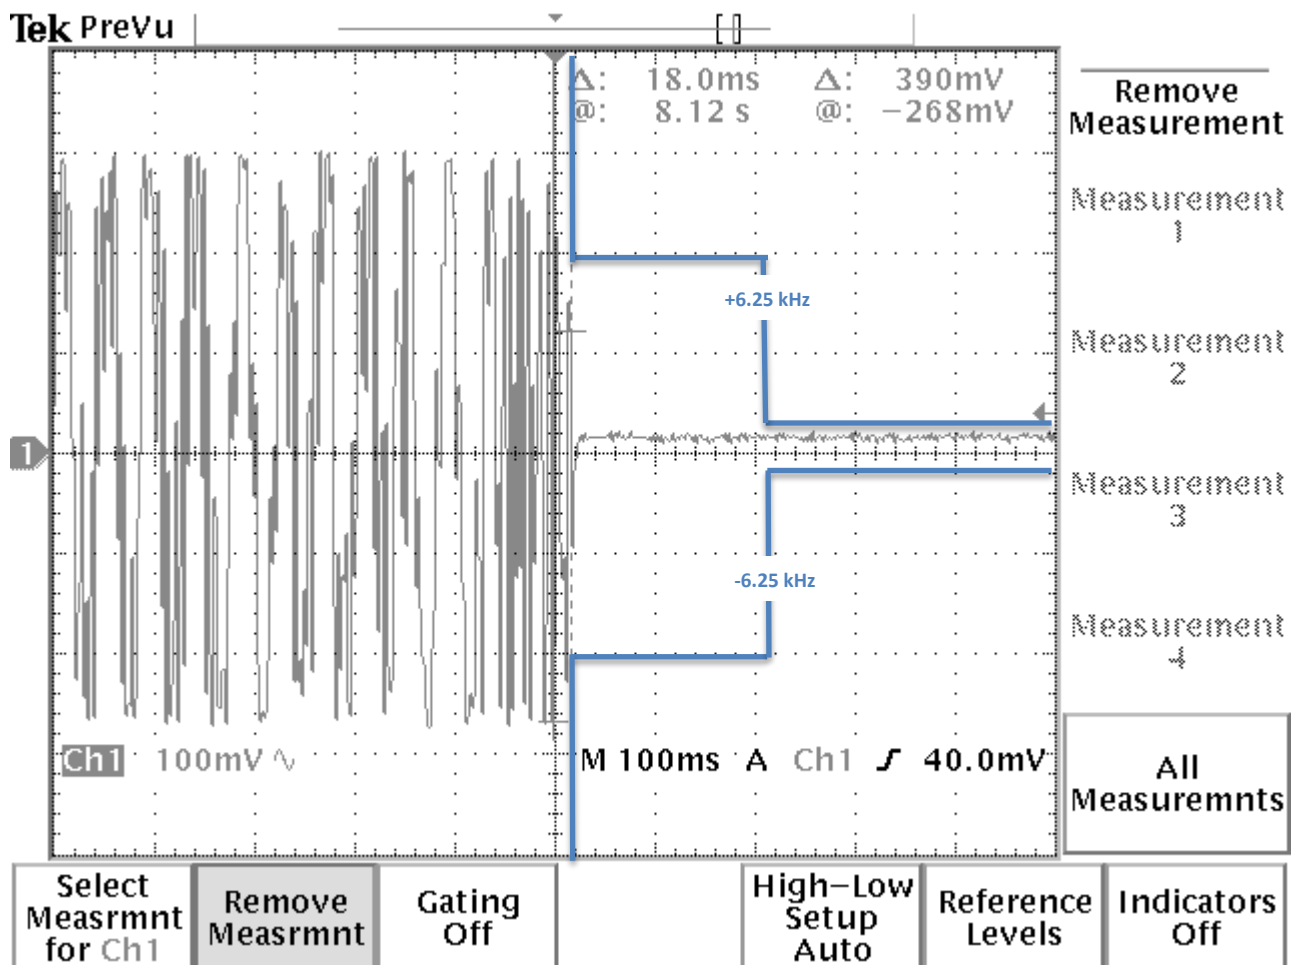 Tek PreVu
Δ: 18.0ms Δ: 390mV
@: 8.12 s @: −268mV
Remove
Measurement
Measurement
1
+6.25 kHz
Measurement
2
1
Measurement
3
-6.25 kHz
Measurement
4
Ch1 100mV∿ M 100ms A Ch1 ƒ 40.0mV
All
Measuremnts
Select
Measrmnt
for Ch1
Remove
Measrmnt
Gating
Off
High−Low
Setup
Auto
Reference
Levels
Indicators
Off